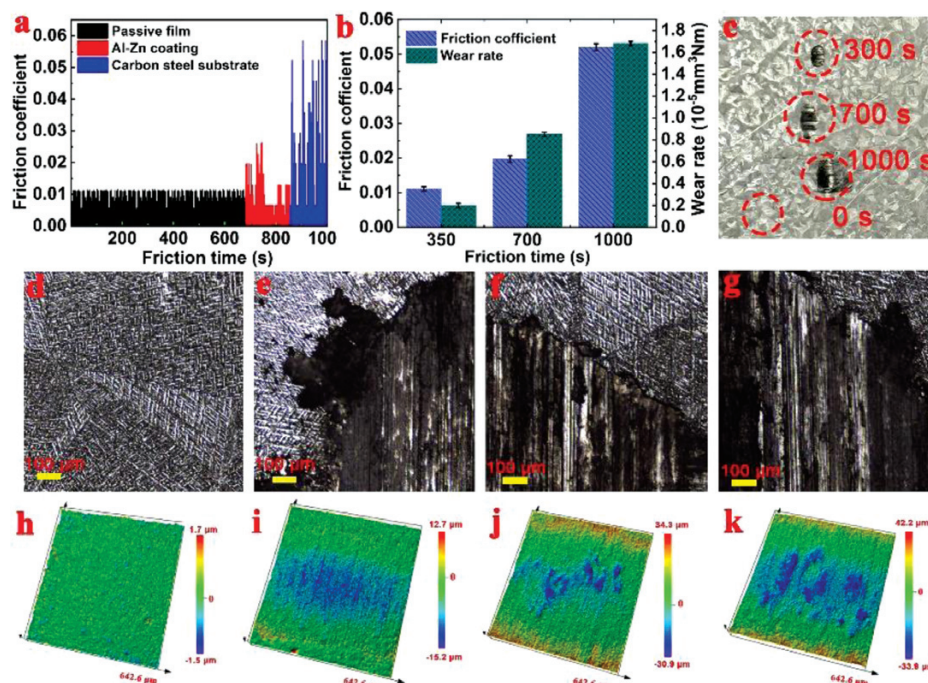 a
Passive film
Al-Zn coating
Carbon steel substrate
Friction coefficient
0.06
0.05
0.04
0.03
0.02
0.01
0.00
200
400
600
800
100
Friction time (s)
b
Friction cofficient
Wear rate
Friction coefficient
0.06
0.05
0.04
0.03
0.02
0.01
0.00
350
700
1000
Friction time (s)
1.8
1.6
1.4
1.2
1.0
0.8
0.6
0.4
0.2
Wear rate (10⁻⁵mm³Nm)
c
300 s
700 s
1000 s
0 s
d
100 μm
e
100 μm
f
100 μm
g
100 μm
h
1.7 μm
0
-1.5 μm
642.6 μm
i
12.7 μm
0
-15.2 μm
642.6
j
34.3 μm
0
-30.9 μm
642.6 μm
k
42.2 μm
0
-33.9 μm
642.6 μm